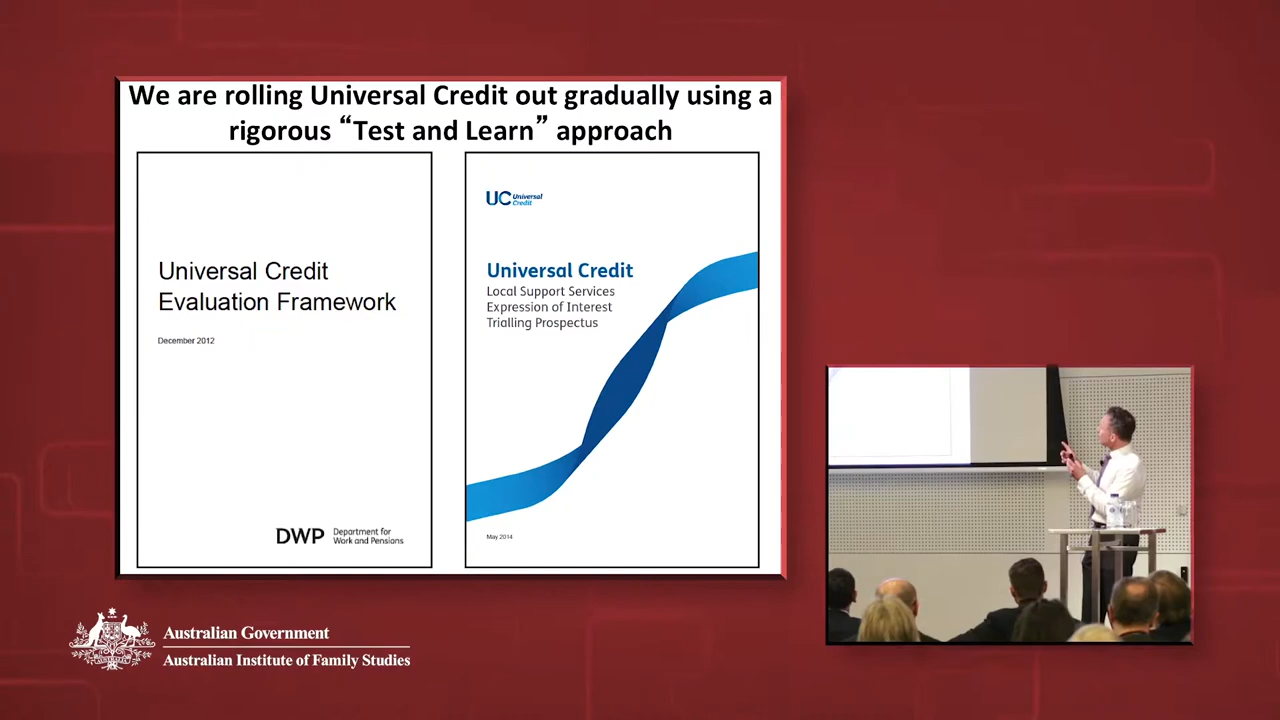 We are rolling Universal Credit out gradually using a
rigorous “Test and Learn” approach
Universal Credit
Evaluation Framework
December 2012
DWP
Department for
Work and Pensions
UC
Universal
Credit
Universal Credit
Local Support Services
Expression of Interest
Trialling Prospectus
May 2014
Australian Government
Australian Institute of Family Studies